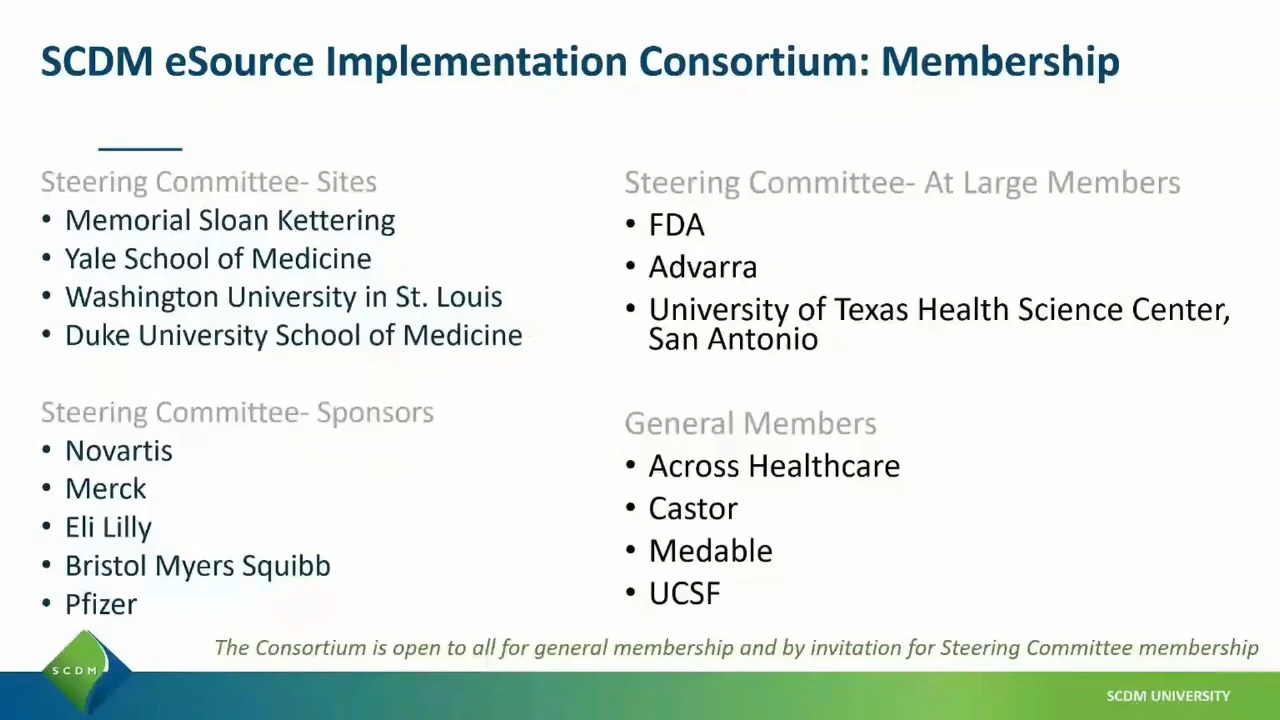 SCDM eSource Implementation Consortium: Membership
Steering Committee- Sites
• Memorial Sloan Kettering
• Yale School of Medicine
• Washington University in St. Louis
• Duke University School of Medicine
Steering Committee- Sponsors
• Novartis
• Merck
• Eli Lilly
• Bristol Myers Squibb
• Pfizer
Steering Committee- At Large Members
• FDA
• Advarra
• University of Texas Health Science Center,
San Antonio
General Members
• Across Healthcare
• Castor
• Medable
• UCSF
The Consortium is open to all for general membership and by invitation for Steering Committee membership
SCDM
SCDM UNIVERSITY